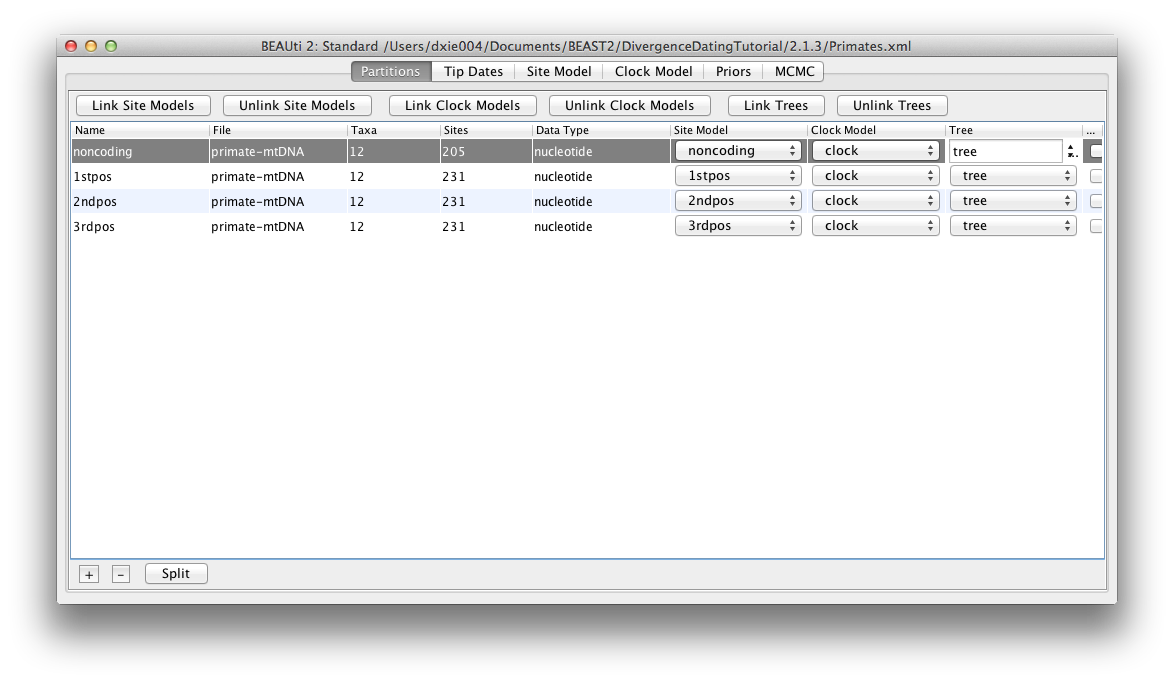 BEAUti 2: Standard /Users/dxie004/Documents/BEAST2/DivergenceDatingTutorial/2.1.3/Primates.xml
Partitions Tip Dates Site Model Clock Model Priors MCMC
Link Site Models Unlink Site Models Link Clock Models Unlink Clock Models Link Trees Unlink Trees
Name File Taxa Sites Data Type Site Model Clock Model Tree ...
noncoding primate-mtDNA 12 205 nucleotide noncoding clock tree
1stpos primate-mtDNA 12 231 nucleotide 1stpos clock tree
2ndpos primate-mtDNA 12 231 nucleotide 2ndpos clock tree
3rdpos primate-mtDNA 12 231 nucleotide 3rdpos clock tree
+ - Split